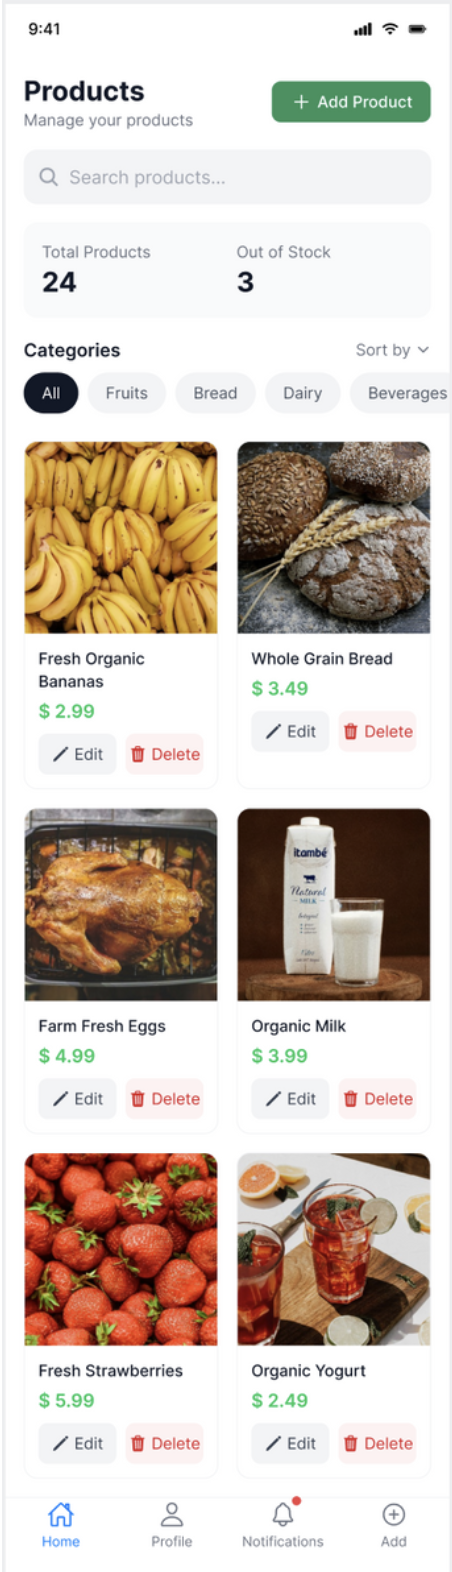 9:41
Products
Manage your products
+ Add Product
Search products...
Total Products
24
Out of Stock
3
Categories
Sort by
All
Fruits
Bread
Dairy
Beverages
Fresh Organic
Bananas
$ 2.99
Edit
Delete
Whole Grain Bread
$ 3.49
Edit
Delete
itambé
Natural
MILK
Integral
Farm Fresh Eggs
$ 4.99
Edit
Delete
Organic Milk
$ 3.99
Edit
Delete
Fresh Strawberries
$ 5.99
Edit
Delete
Organic Yogurt
$ 2.49
Edit
Delete
Home
Profile
Notifications
Add